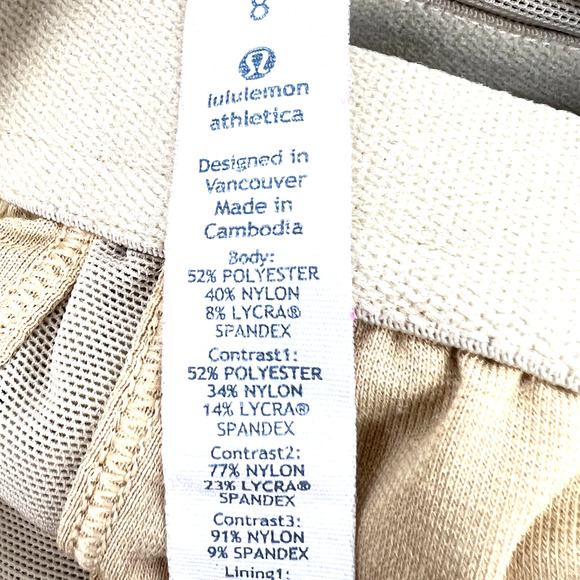 8
lululemon
athletica
Designed in
Vancouver
Made in
Cambodia
Body:
52% POLYESTER
40% NYLON
8% LYCRA®
SPANDEX
Contrast1:
52% POLYESTER
34% NYLON
14% LYCRA®
SPANDEX
Contrast2:
77% NYLON
23% LYCRA®
SPANDEX
Contrast3:
91% NYLON
9% SPANDEX
Lining1: